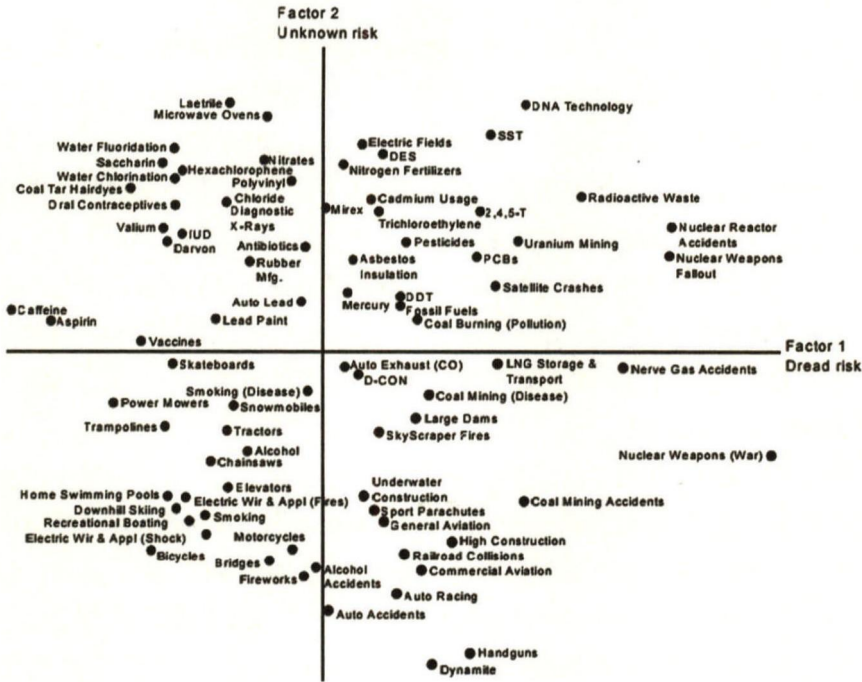 Factor 2
Unknown risk
Laetrile
Microwave Ovens
DNA Technology
SST
Water Fluoridation
Saccharin
Nitrates
Hexachlorophene
Water Chlorination
Polyvinyl
Coal Tar Hairdyes
Oral Contraceptives
Chloride
Diagnostic
X-Rays
Valium
IUD
Darvon
Antibiotics
Rubber
Mfg.
Auto Lead
Lead Paint
Caffeine
Aspirin
Vaccines
Electric Fields
DES
Nitrogen Fertilizers
Mirex
Cadmium Usage
Trichloroethylene
2,4,5-T
Radioactive Waste
Pesticides
Uranium Mining
Nuclear Reactor
Accidents
Asbestos
Insulation
PCBs
Nuclear Weapons
Fallout
Satellite Crashes
Mercury
DDT
Fossil Fuels
Coal Burning (Pollution)
Factor 1
Dread risk
Skateboards
Smoking (Disease)
Power Mowers
Snowmobiles
Trampolines
Tractors
Alcohol
Chainsaws
Elevators
Home Swimming Pools
Electric Wir & Appl (Fires)
Downhill Skiing
Smoking
Recreational Boating
Electric Wir & Appl (Shock)
Motorcycles
Bicycles
Bridges
Fireworks
Auto Exhaust (CO)
D-CON
LNG Storage &
Transport
Nerve Gas Accidents
Coal Mining (Disease)
Large Dams
SkyScraper Fires
Nuclear Weapons (War)
Underwater
Construction
Coal Mining Accidents
Sport Parachutes
General Aviation
High Construction
Railroad Collisions
Alcohol
Accidents
Commercial Aviation
Auto Racing
Auto Accidents
Handguns
Dynamite